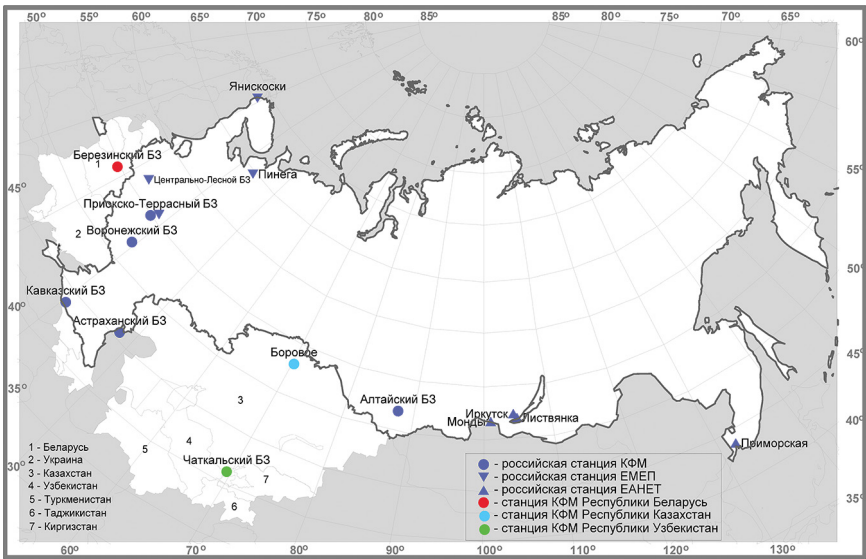 50° 55° 60° 65° 70° 75° 80° 85° 85° 80° 75° 70° 65°
60°
Янискоски
Березинский БЗ
1
55°
Центрально-Лесной БЗ
Пинега
45°
Приокско-Террасный БЗ
2
Воронежский БЗ
50°
Кавказский БЗ
40°
Астраханский БЗ
Боровое
45°
35°
3
Алтайский БЗ
Иркутск
Листвянка
Монды
40°
4
5
Приморская
1 - Беларусь
2 - Украина
3 - Казахстан
4 - Узбекистан
5 - Туркменистан
6 - Таджикистан
7 - Киргизстан
30°
Чаткальский БЗ
7
6
- российская станция КФМ
- российская станция ЕМЕП
- российская станция ЕАНЕТ
- станция КФМ Республики Беларусь
- станция КФМ Республики Казахстан
- станция КФМ Республики Узбекистан
35°
60° 70° 80° 90° 100° 110° 120° 130°